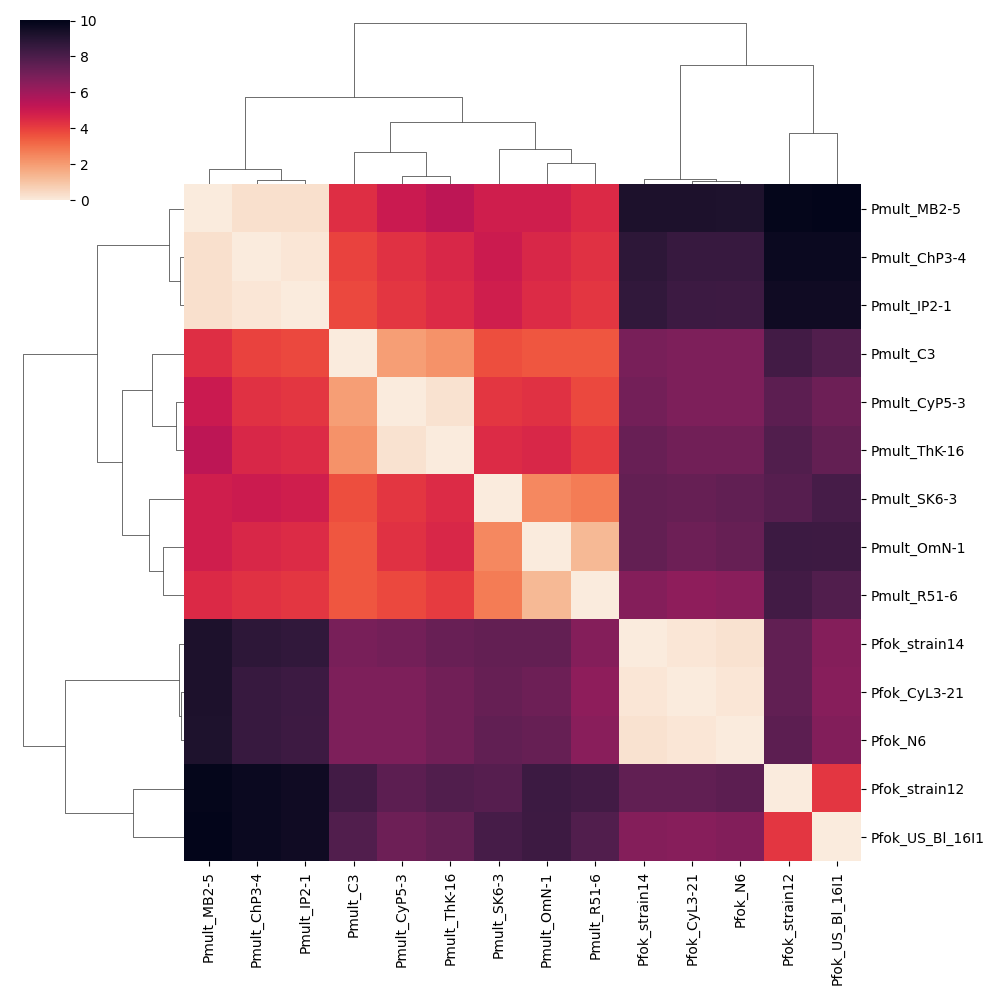 10
8
6
4
2
0
Pmult_MB2-5
Pmult_ChP3-4
Pmult_IP2-1
Pmult_C3
Pmult_CyP5-3
Pmult_ThK-16
Pmult_SK6-3
Pmult_OmN-1
Pmult_R51-6
Pfok_strain14
Pfok_CyL3-21
Pfok_N6
Pfok_strain12
Pfok_US_Bl_16I1
Pmult_MB2-5
Pmult_ChP3-4
Pmult_IP2-1
Pmult_C3
Pmult_CyP5-3
Pmult_ThK-16
Pmult_SK6-3
Pmult_OmN-1
Pmult_R51-6
Pfok_strain14
Pfok_CyL3-21
Pfok_N6
Pfok_strain12
Pfok_US_Bl_16I1